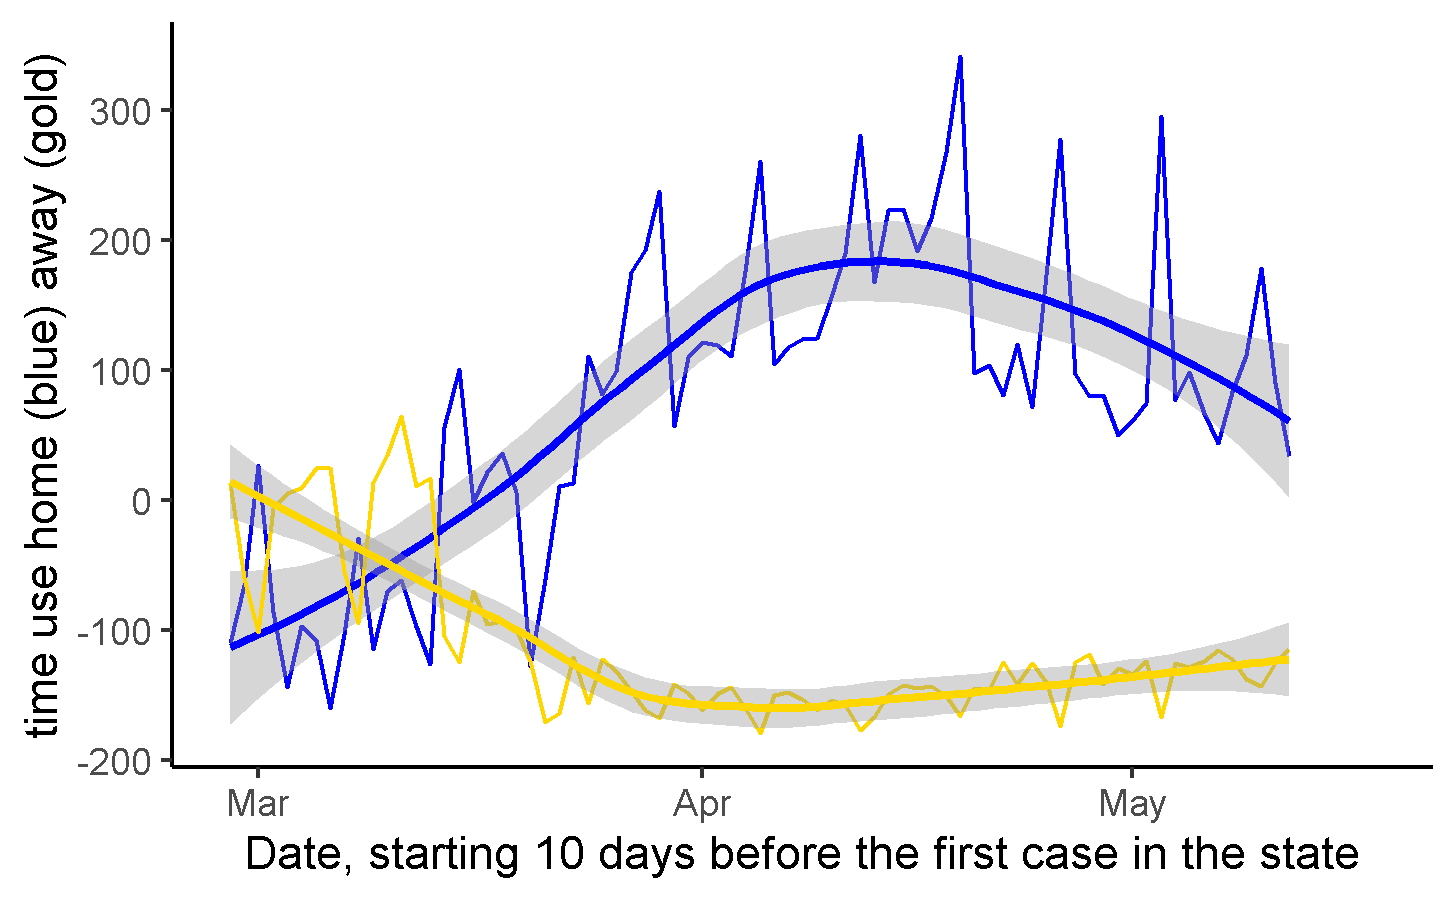 time use home (blue) away (gold)
300
200
100
0
-100
-200
Mar
Apr
May
Date, starting 10 days before the first case in the state